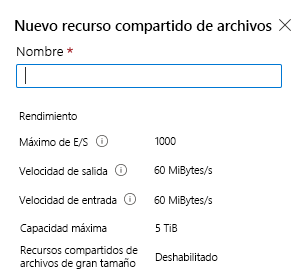 Nuevo recurso compartido de archivos
Nombre *
Rendimiento
Máximo de E/S 1000
Velocidad de salida 60 MiBytes/s
Velocidad de entrada 60 MiBytes/s
Capacidad máxima 5 TiB
Recursos compartidos de
archivos de gran tamaño Deshabilitado